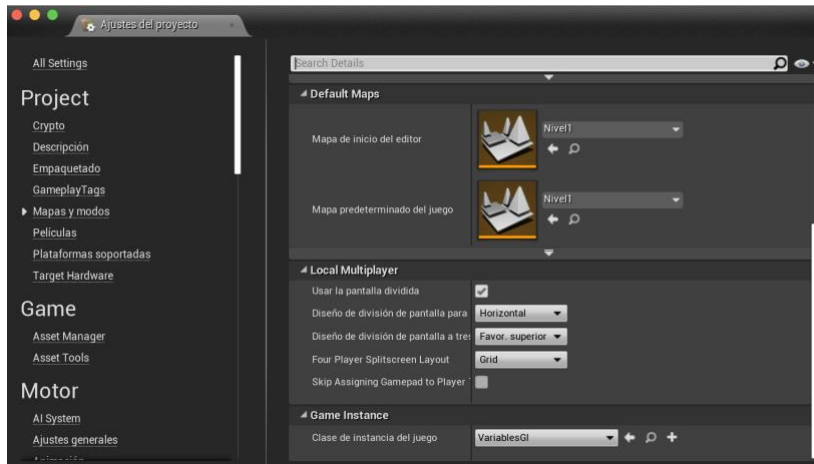 Ajustes del proyecto
All Settings
Project
Crypto
Descripción
Empaquetado
GameplayTags
Mapas y modos
Películas
Plataformas soportadas
Target Hardware
Game
Asset Manager
Asset Tools
Motor
AI System
Ajustes generales
Search Details
Default Maps
Mapa de inicio del editor
Nivel1
Mapa predeterminado del juego
Nivel1
Local Multiplayer
Usar la pantalla dividida
Diseño de división de pantalla para Horizontal
Diseño de división de pantalla a tres Favor. superior
Four Player Splitscreen Layout Grid
Skip Assigning Gamepad to Player
Game Instance
Clase de instancia del juego VariablesGI